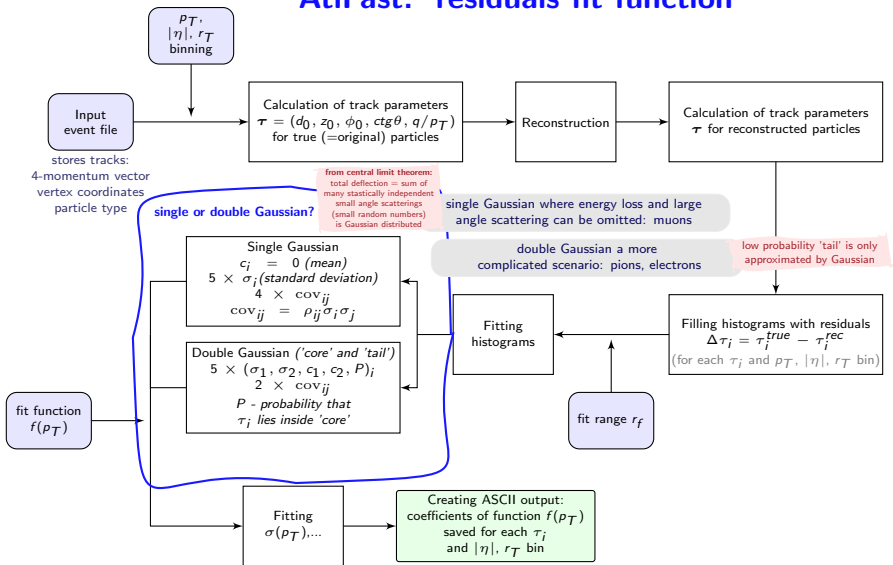 AtlFast: residuals fit function
p_T,
|η|, r_T
binning
Input
event file
stores tracks:
4-momentum vector
vertex coordinates
particle type
Calculation of track parameters
τ = (d_0, z_0, ϕ_0, ctgθ, q/p_T)
for true (=original) particles
Reconstruction
Calculation of track parameters
τ for reconstructed particles
from central limit theorem:
total deflection = sum of
many stastically independent
small angle scatterings
(small random numbers)
is Gaussian distributed
single or double Gaussian?
single Gaussian where energy loss and large
angle scattering can be omitted: muons
double Gaussian a more
complicated scenario: pions, electrons
low probability 'tail' is only
approximated by Gaussian
Single Gaussian
c_i = 0 (mean)
5 × σ_i (standard deviation)
4 × cov_ij
cov_ij = ρ_ij σ_i σ_j
Double Gaussian ('core' and 'tail')
5 × (σ_1, σ_2, c_1, c_2, P)_i
2 × cov_ij
P - probability that
τ_i lies inside 'core'
Fitting
histograms
Filling histograms with residuals
Δτ_i = τ_i^true − τ_i^rec
(for each τ_i and p_T, |η|, r_T bin)
fit function
f(p_T)
fit range r_f
Fitting
σ(p_T),...
Creating ASCII output:
coefficients of function f(p_T)
saved for each τ_i
and |η|, r_T bin